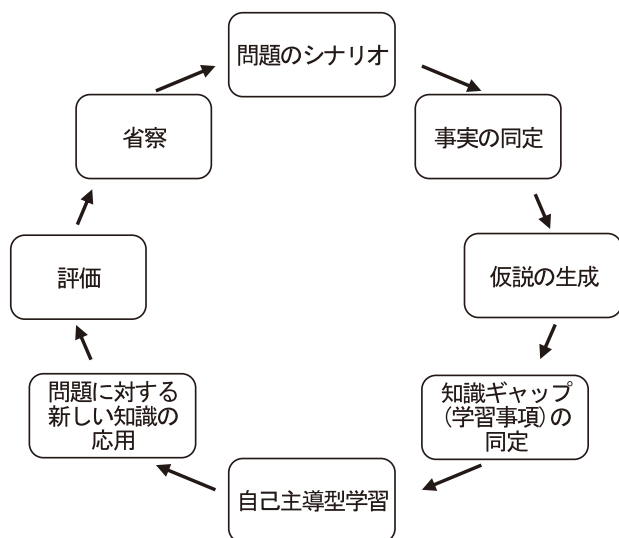 問題のシナリオ
事実の同定
仮説の生成
知識ギャップ
（学習事項）の
同定
自己主導型学習
問題に対する
新しい知識の
応用
評価
省察